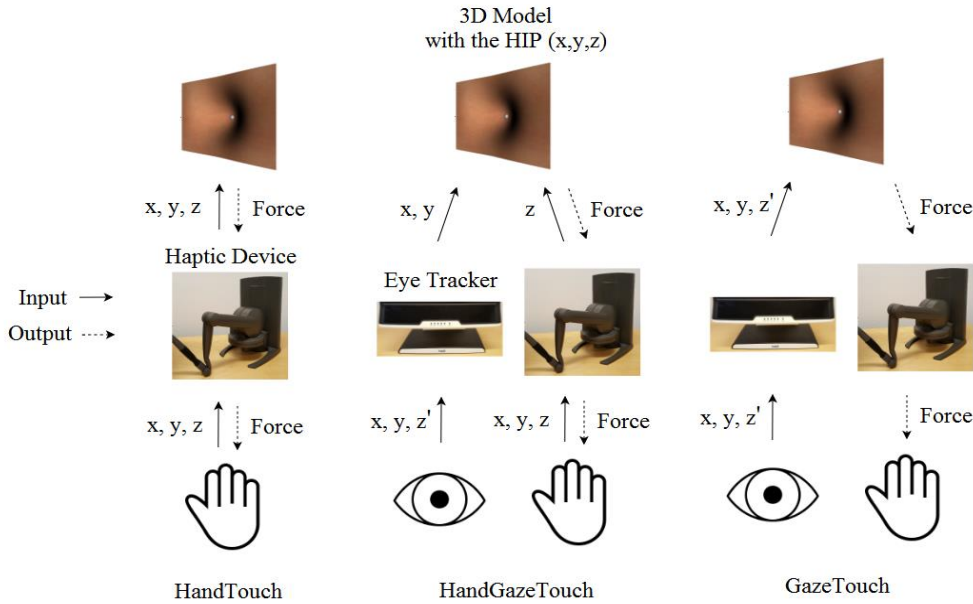 3D Model
with the HIP (x,y,z)
x, y, z
Force
x, y
z
Force
x, y, z'
Force
Haptic Device
Eye Tracker
Input
Output
x, y, z
Force
x, y, z'
x, y, z
Force
x, y, z'
Force
HandTouch
HandGazeTouch
GazeTouch